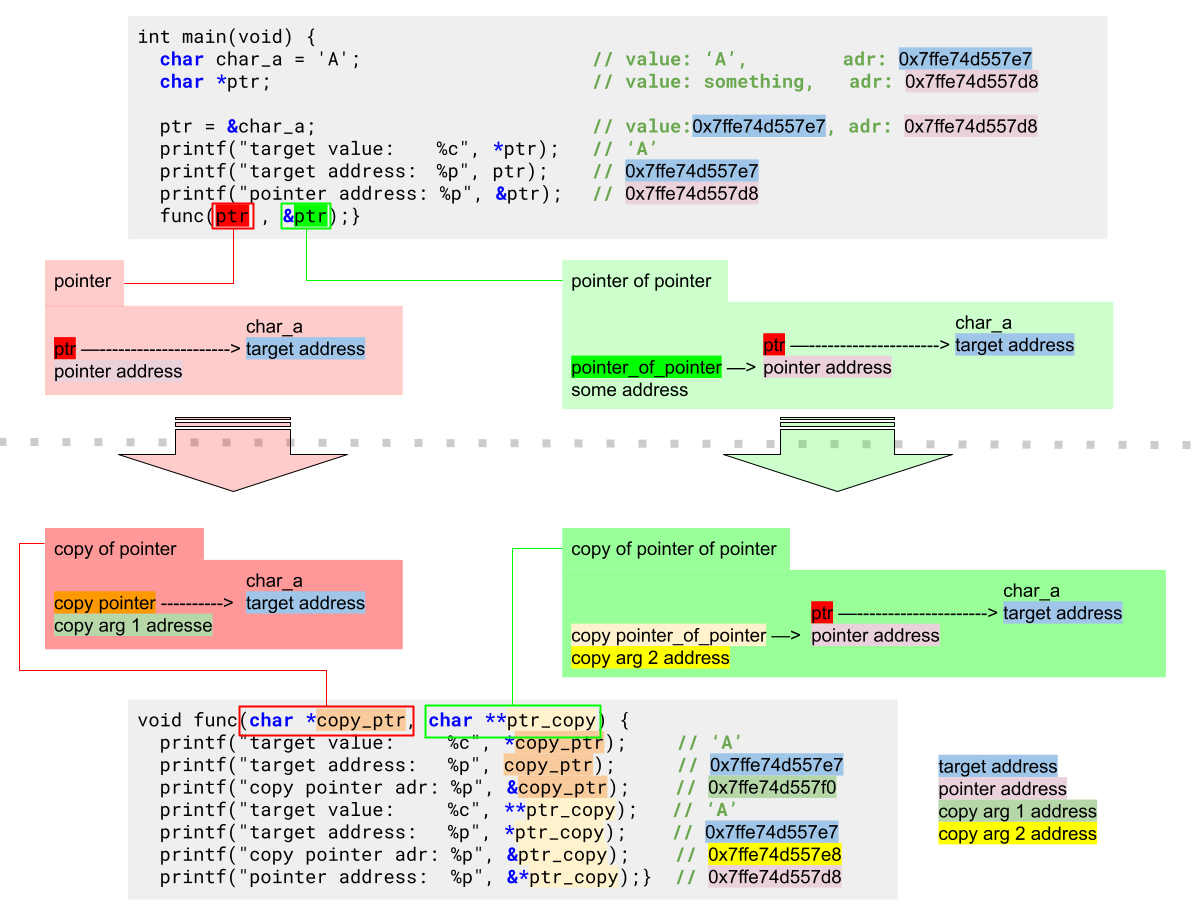 int main(void) {
char char_a = 'A'; // value: ‘A’, adr: 0x7ffe74d557e7
char *ptr; // value: something, adr: 0x7ffe74d557d8
ptr = &char_a; // value:0x7ffe74d557e7, adr: 0x7ffe74d557d8
printf("target value: %c", *ptr); // ‘A’
printf("target address: %p", ptr); // 0x7ffe74d557e7
printf("pointer address: %p", &ptr); // 0x7ffe74d557d8
func(ptr , &ptr);}
pointer
char_a
ptr —----------------------> target address
pointer address
pointer of pointer
char_a
ptr —----------------------> target address
pointer_of_pointer —> pointer address
some address
copy of pointer
char_a
copy pointer ----------> target address
copy arg 1 adresse
copy of pointer of pointer
char_a
ptr —----------------------> target address
copy pointer_of_pointer —> pointer address
copy arg 2 address
void func(char *copy_ptr, char **ptr_copy) {
printf("target value: %c", *copy_ptr); // ‘A’
printf("target address: %p", copy_ptr); // 0x7ffe74d557e7
printf("copy pointer adr: %p", &copy_ptr); // 0x7ffe74d557f0
printf("target value: %c", **ptr_copy); // ‘A’
printf("target address: %p", *ptr_copy); // 0x7ffe74d557e7
printf("copy pointer adr: %p", &ptr_copy); // 0x7ffe74d557e8
printf("pointer address: %p", &*ptr_copy);} // 0x7ffe74d557d8
target address
pointer address
copy arg 1 address
copy arg 2 address